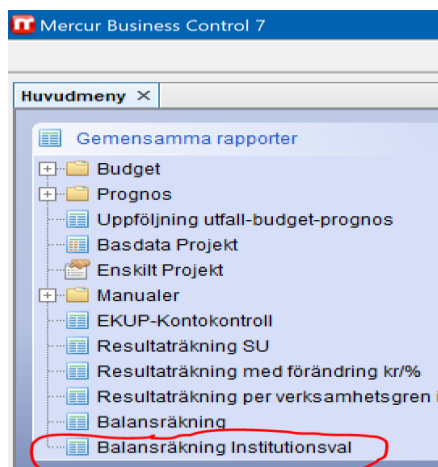 Mercur Business Control 7
Huvudmeny
Gemensamma rapporter
Budget
Prognos
Uppföljning utfall-budget-prognos
Basdata Projekt
Enskilt Projekt
Manualer
EKUP-Kontokontroll
Resultaträkning SU
Resultaträkning med förändring kr/%
Resultaträkning per verksamhetsgren i
Balansräkning
Balansräkning Institutionsval